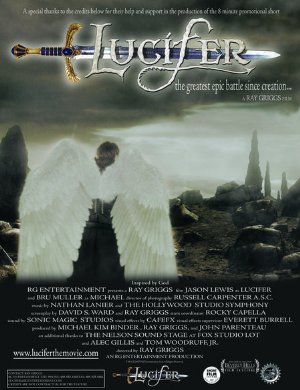 A special thanks to the credits below for their help and support in the production of the 8 minute promotional short
LUCIFER
the greatest epic battle since creation...
A RAY GRIGGS FILM
Inspired by God
RG ENTERTAINMENT presents a RAY GRIGGS film JASON LEWIS as LUCIFER
and BRU MULLER as MICHAEL director of photography RUSSELL CARPENTER A.S.C.
music by NATHAN LANIER AND THE HOLLYWOOD STUDIO SYMPHONY
screenplay by DAVID S. WARD and RAY GRIGGS stunt coordinator ROCKY CAPELLA
sound by SONIC MAGIC STUDIOS visual effects by CAFEFX visual effects supervisor EVERETT BURRELL
produced by MICHAEL KIM BINDER, RAY GRIGGS, and JOHN PARENTEAU
an additional thanks to THE NELSON SOUND STAGE AT FOX STUDIO LOT
and ALEC GILLIS and TOM WOODRUFF, JR.
directed by RAY GRIGGS
www.luciferthemovie.com
AN RG ENTERTAINMENT PRODUCTION
LUCIFER